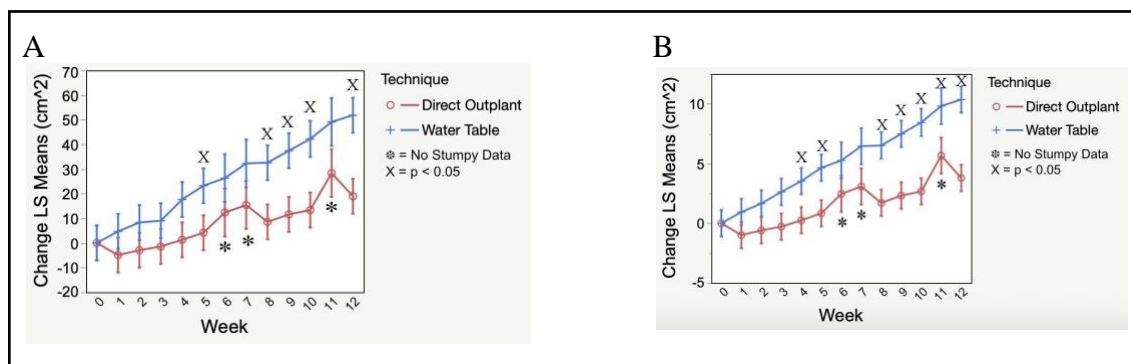 A
B
70
60
50
40
30
20
10
0
-10
-20
Change LS Means (cm^2)
0 1 2 3 4 5 6 7 8 9 10 11 12
Week
X X X X X
* * *
Technique
Direct Outplant
Water Table
* = No Stumpy Data
X = p < 0.05
10
5
0
-5
Change LS Means (cm^2)
0 1 2 3 4 5 6 7 8 9 10 11 12
Week
X X X X X X X
* * *
Technique
Direct Outplant
Water Table
* = No Stumpy Data
X = p < 0.05